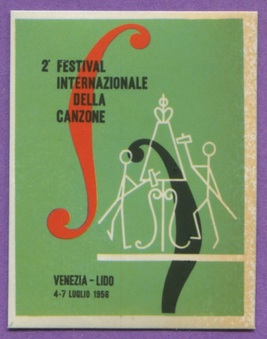 2° FESTIVAL
INTERNAZIONALE
DELLA
CANZONE
VENEZIA - LIDO
4-7 LUGLIO 1956